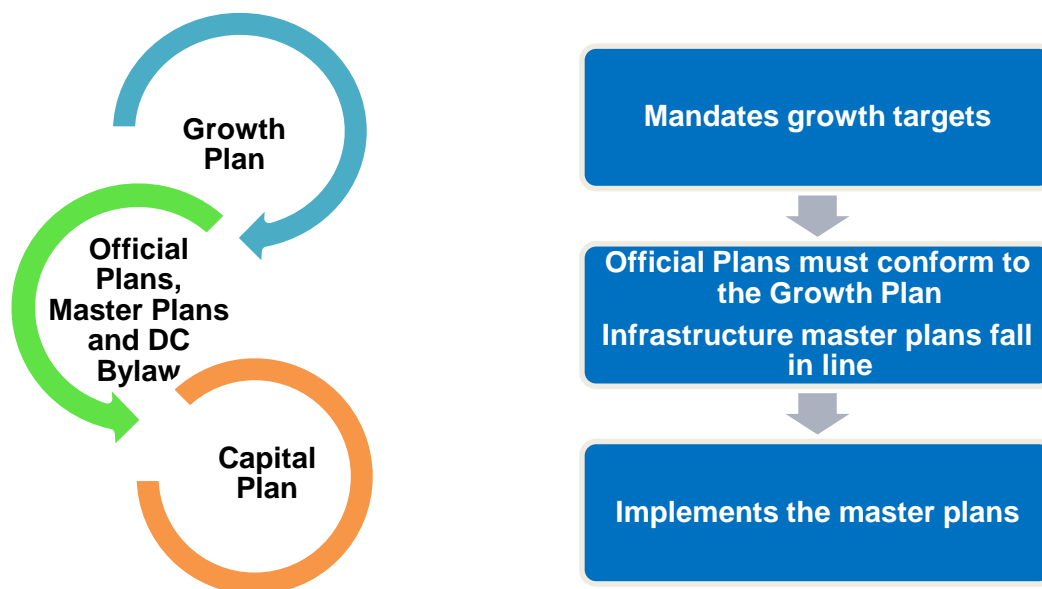 Growth
Plan
Official
Plans,
Master Plans
and DC
Bylaw
Capital
Plan
Mandates growth targets
Official Plans must conform to
the Growth Plan
Infrastructure master plans fall
in line
Implements the master plans